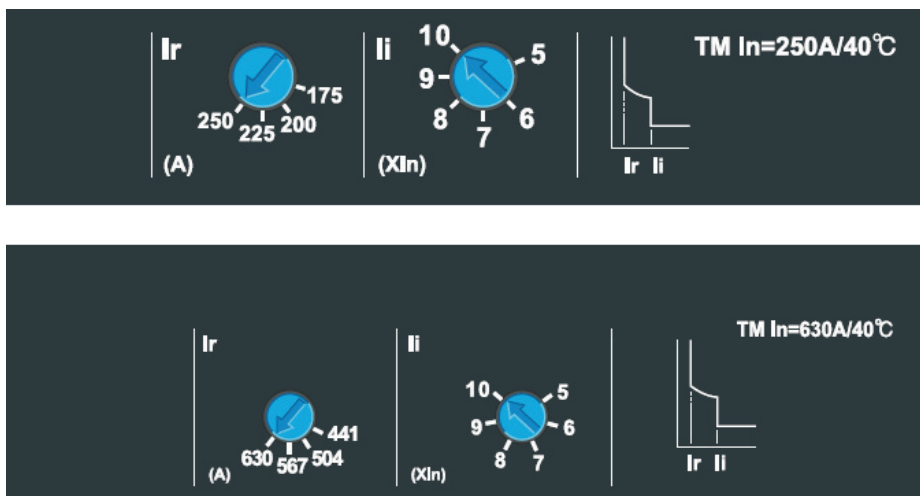 Ir
175
200
225
250
(A)
Ii
5
6
7
8
9
10
(XIn)
TM In=250A/40℃
Ir Ii
Ir
441
504
567
630
(A)
Ii
5
6
7
8
9
10
(XIn)
TM In=630A/40℃
Ir Ii